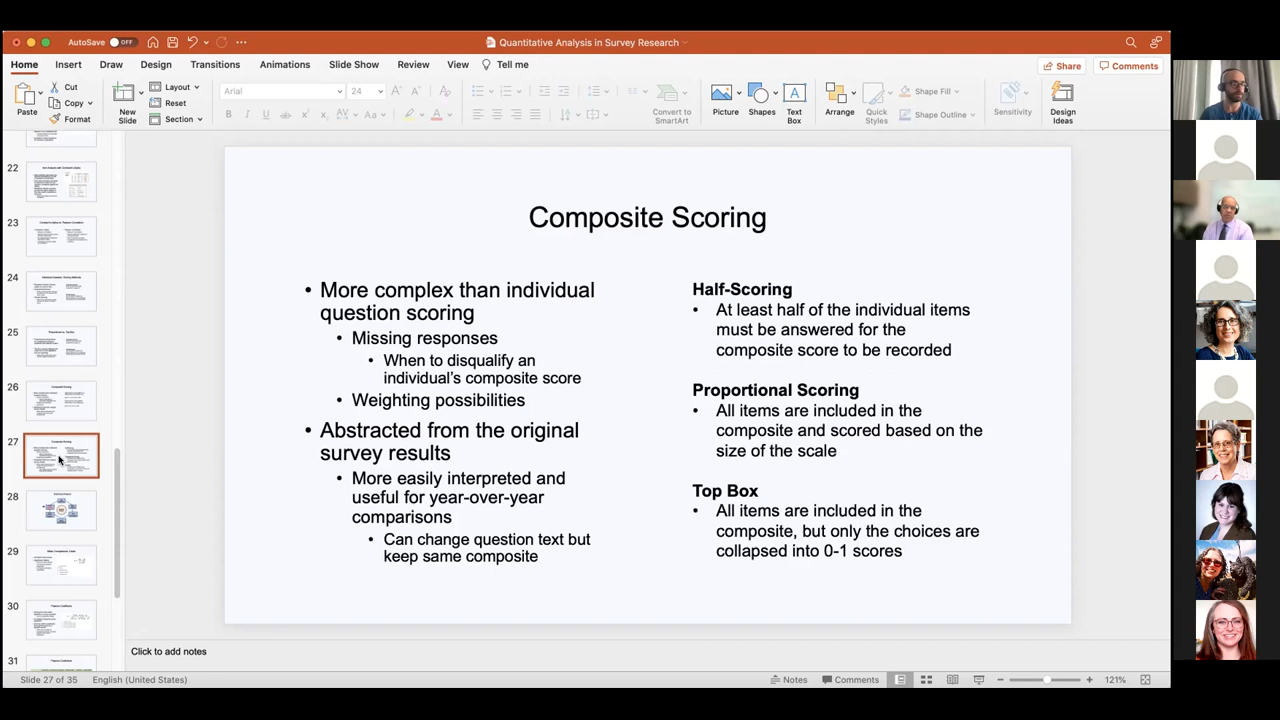 AutoSave OFF
Quantitative Analysis in Survey Research
Home Insert Draw Design Transitions Animations Slide Show Review View Tell me
Share Comments
Paste
Cut
Copy
Format
New Slide
Layout
Reset
Section
Arial 24
Convert to SmartArt
Picture
Shapes
Text Box
Arrange
Quick Styles
Shape Fill
Shape Outline
Sensitivity
Design Ideas
22
23
24
25
26
27
28
29
30
31
Composite Scoring
• More complex than individual
question scoring
• Missing responses
• When to disqualify an
individual's composite score
• Weighting possibilities
• Abstracted from the original
survey results
• More easily interpreted and
useful for year-over-year
comparisons
• Can change question text but
keep same composite
Half-Scoring
• At least half of the individual items
must be answered for the
composite score to be recorded
Proportional Scoring
• All items are included in the
composite and scored based on the
size of the scale
Top Box
• All items are included in the
composite, but only the choices are
collapsed into 0-1 scores
Click to add notes
Slide 27 of 35 English (United States)
Notes Comments 121%